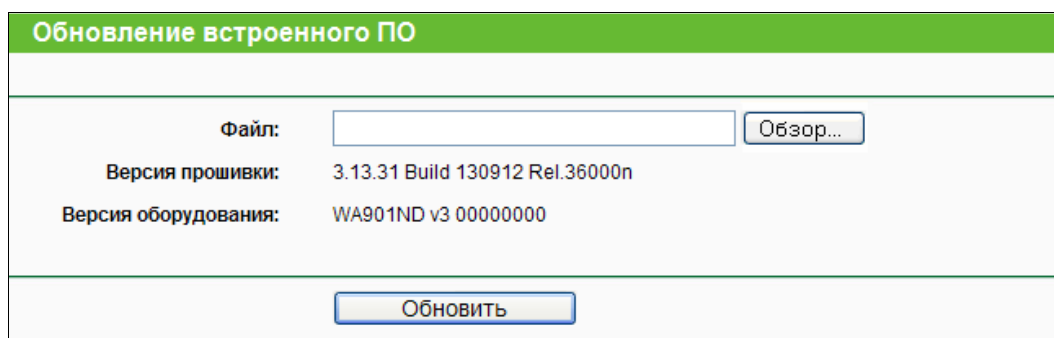 Обновление встроенного ПО
Файл: Обзор...
Версия прошивки: 3.13.31 Build 130912 Rel.36000n
Версия оборудования: WA901ND v3 00000000
Обновить